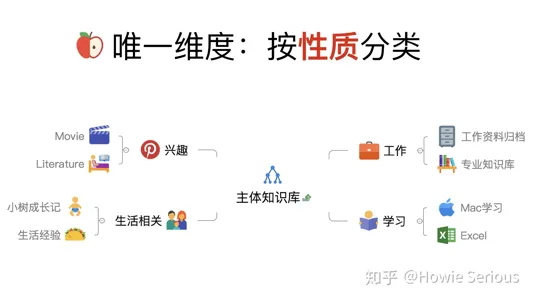 唯一维度：按性质分类
Movie
Literature
兴趣
小树成长记
生活经验
生活相关
主体知识库
工作
工作资料归档
专业知识库
学习
Mac学习
Excel
知乎 @Howie Serious